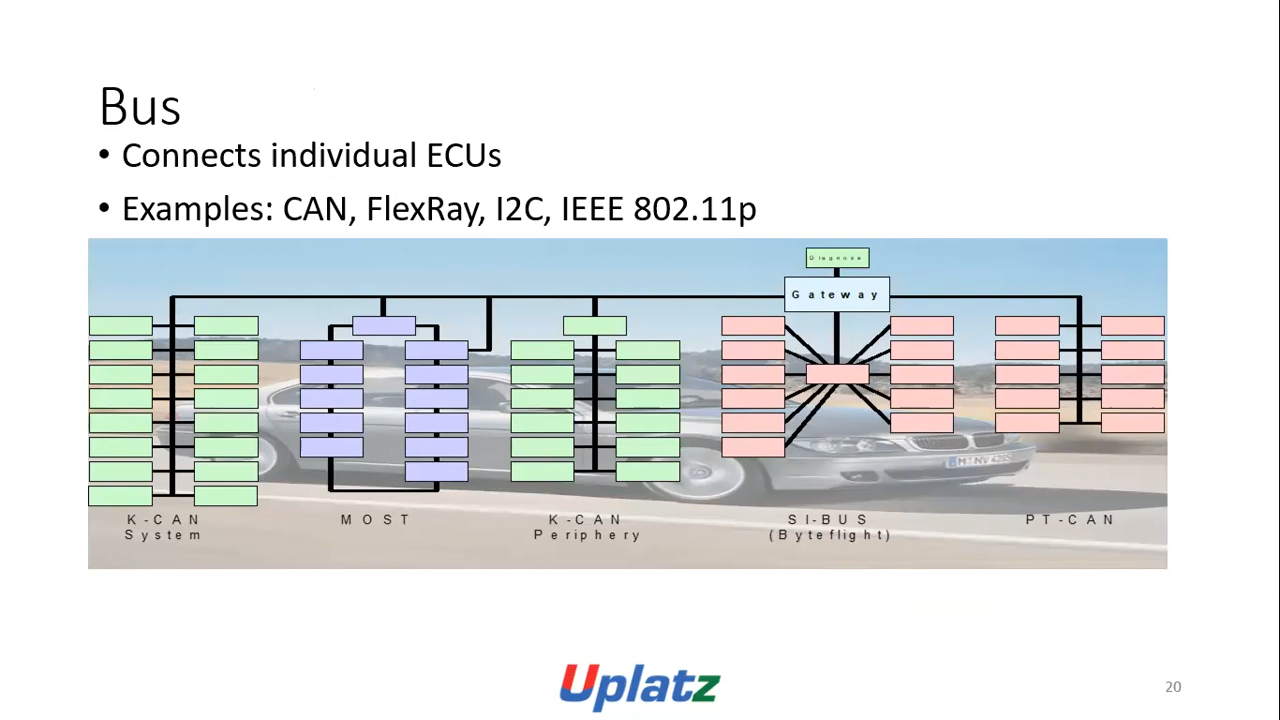 Bus
• Connects individual ECUs
• Examples: CAN, FlexRay, I2C, IEEE 802.11p
Diagnose
Gateway
K-CAN
System
MOST
K-CAN
Periphery
SI-BUS
(Byteflight)
PT-CAN
Uplatz
20